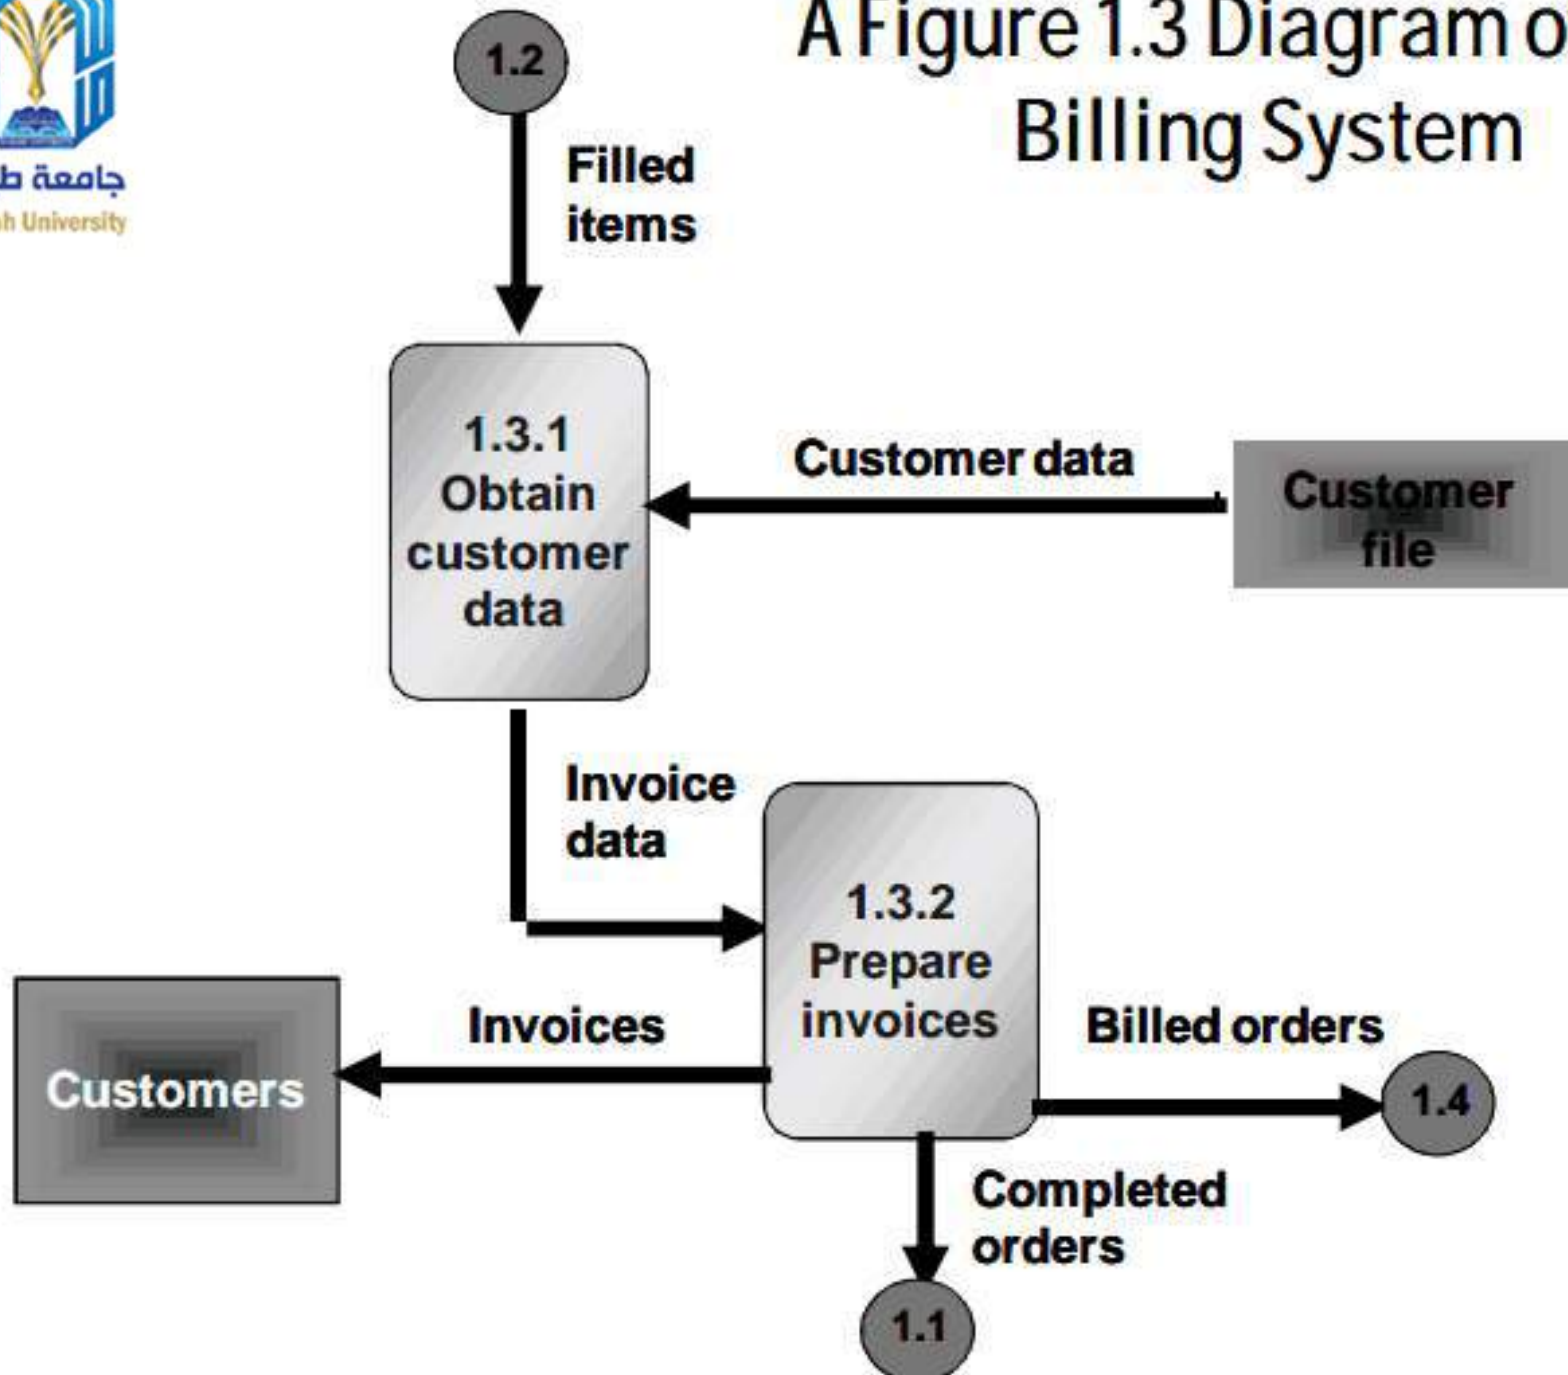 جامعة
University
A Figure 1.3 Diagram
Billing System
1.2
Filled
items
1.3.1
Obtain
customer
data
Customer data
Customer
file
Invoice
data
1.3.2
Prepare
invoices
Invoices
Customers
Billed orders
1.4
Completed
orders
1.1